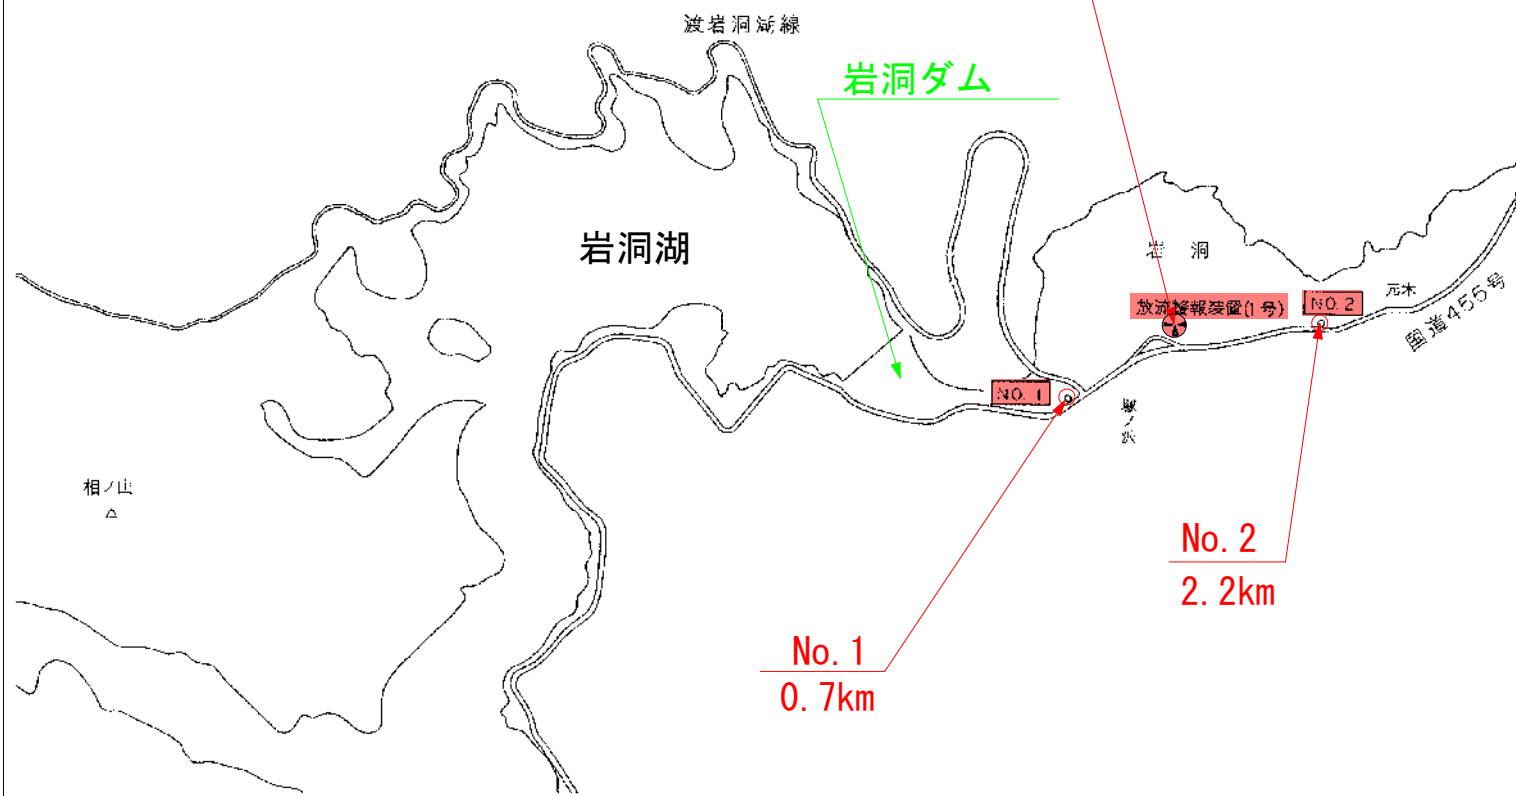 渡岩洞湖線
岩洞ダム
岩洞湖
岩 洞
放流警報装置(1号)
NO. 2
元木
国道455号
NO. 1
相ノ山
No. 2
2. 2km
No. 1
0. 7km